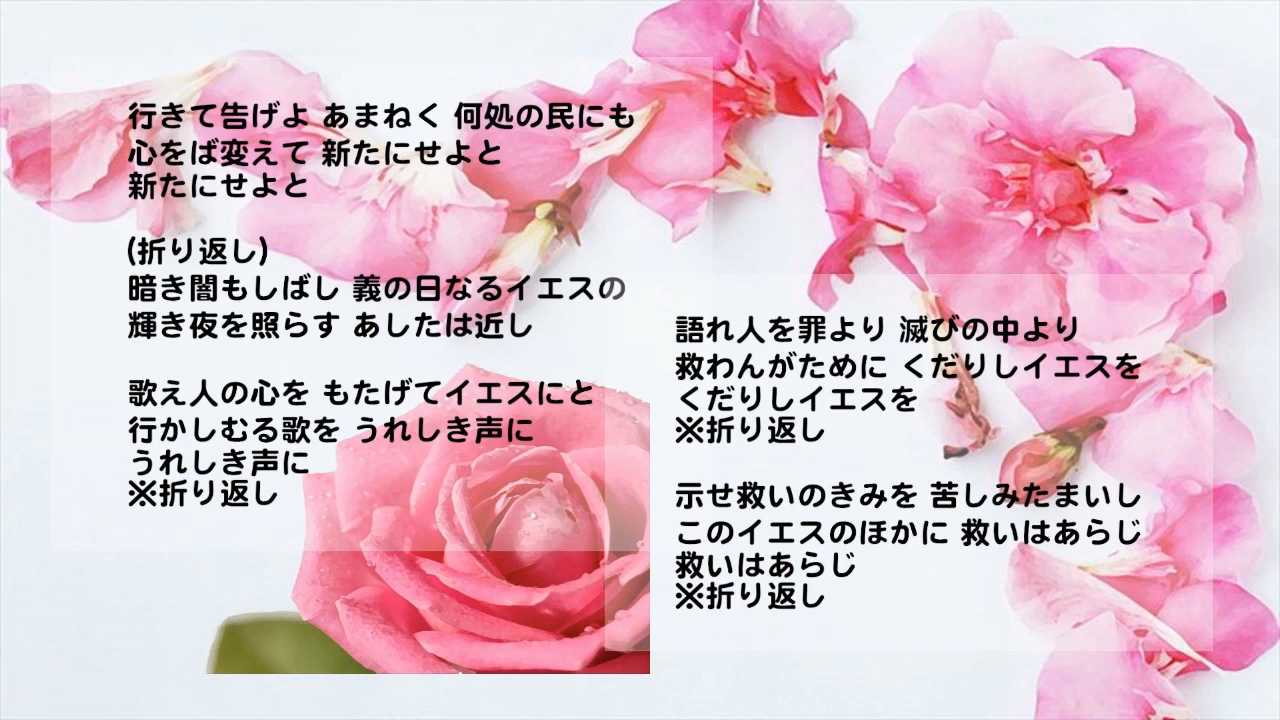 行きて告げよ あまねく 何処の民にも
心をば変えて 新たにせよと
新たにせよと
(折り返し)
暗き闇もしばし 義の日なるイエスの
輝き夜を照らす あしたは近し
歌え人の心を もたげてイエスにと
行かしむる歌を うれしき声に
うれしき声に
※折り返し
語れ人を罪より 滅びの中より
救わんがために くだりしイエスを
くだりしイエスを
※折り返し
示せ救いのきみを 苦しみたまいし
このイエスのほかに 救いはあらじ
救いはあらじ
※折り返し